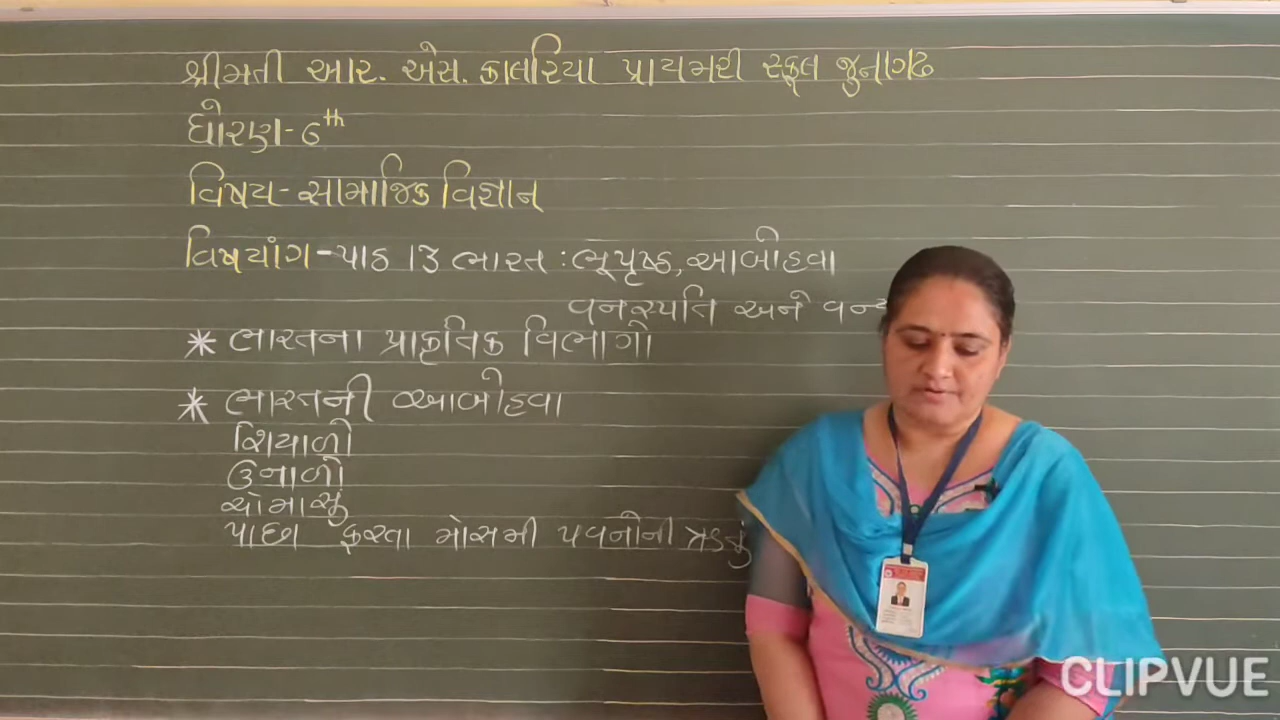 શ્રીમતી આર. એસ. કાલરિયા પ્રાયમરી સ્કૂલ જુનાગઢ
ધોરણ-6th
વિષય-સામાજિક વિજ્ઞાન
વિષયાંગ-પાઠ 13 ભારત : ભૂપૃષ્ઠ, આબોહવા
વનસ્પતિ અને
* ભારતના પ્રાકૃતિક વિભાગો
* ભારતની આબોહવા
શિયાળો
ઉનાળો
ચોમાસું
પાછા ફરતા મોસમી પવનોની
CLIPVUE